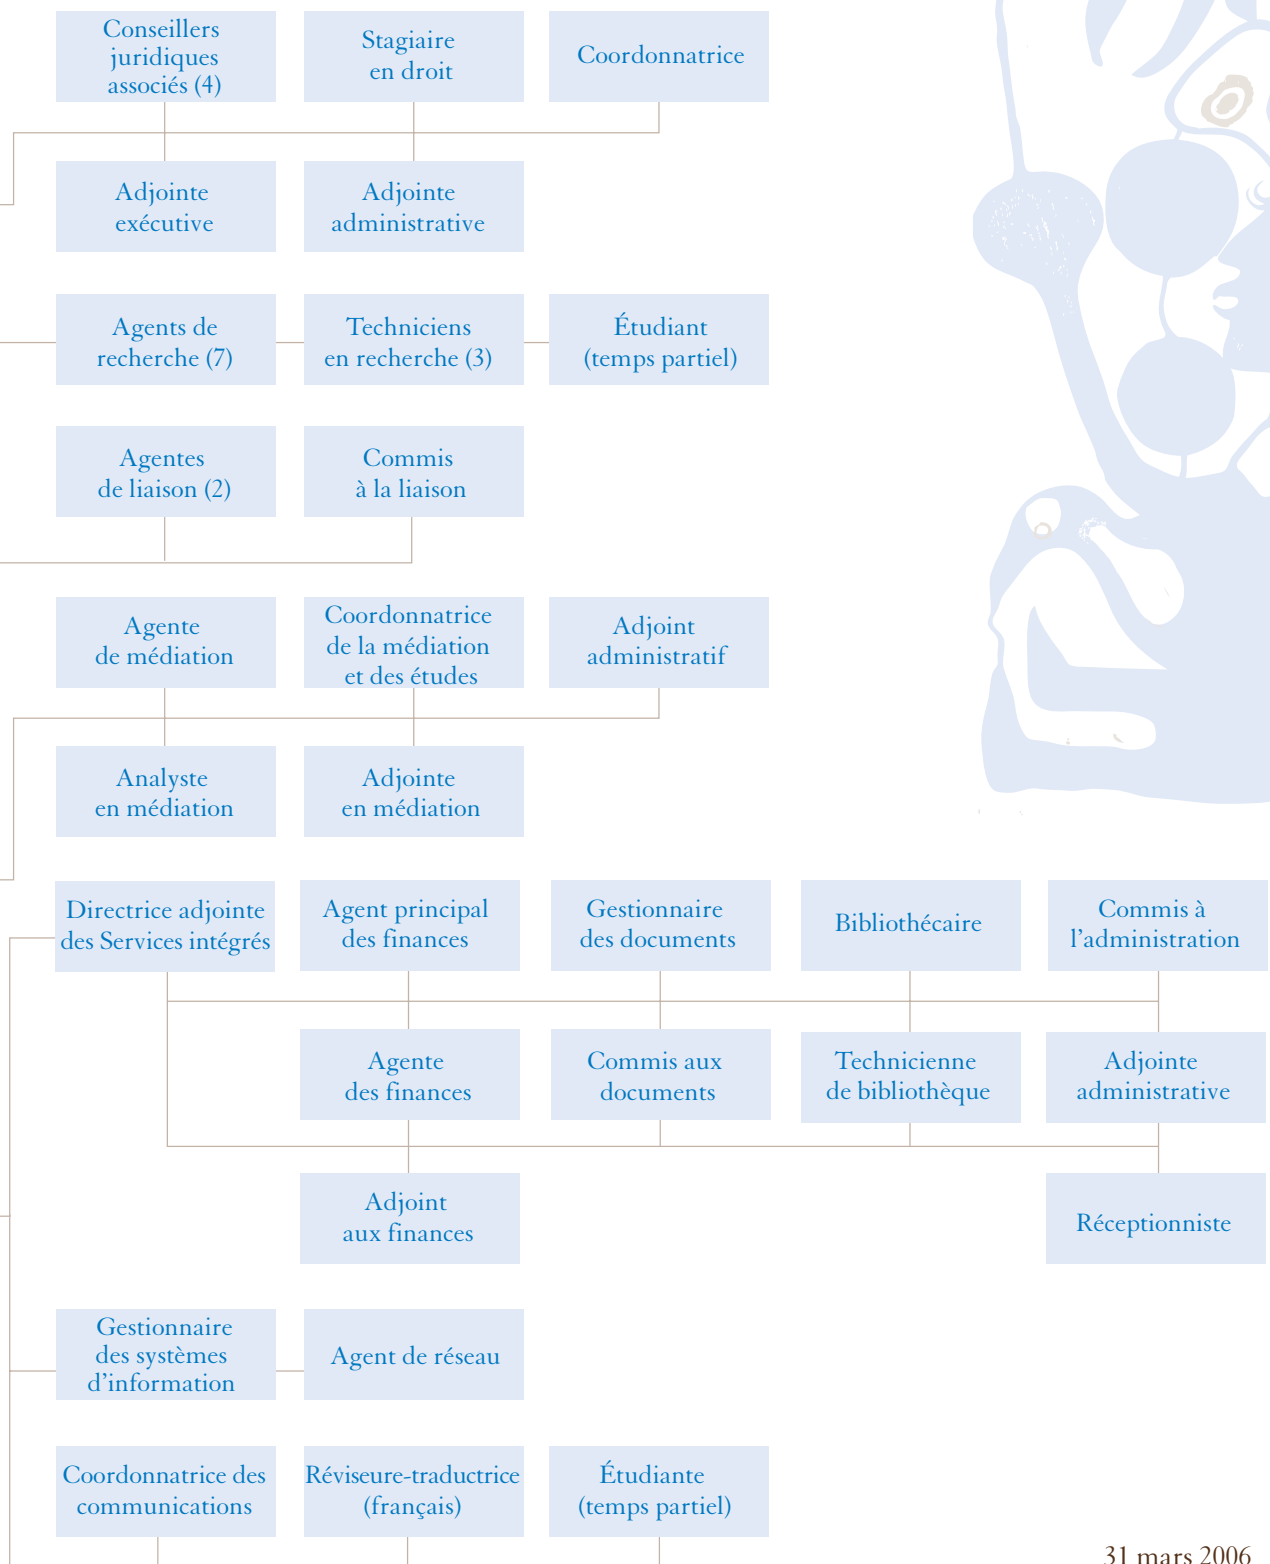 Conseillers
juridiques
associés (4)
Stagiaire
en droit
Coordonnatrice
Adjointe
exécutive
Adjointe
administrative
Agents de
recherche (7)
Techniciens
en recherche (3)
Étudiant
(temps partiel)
Agentes
de liaison (2)
Commis
à la liaison
Agente
de médiation
Coordonnatrice
de la médiation
et des études
Adjoint
administratif
Analyste
en médiation
Adjointe
en médiation
Directrice adjointe
des Services intégrés
Agent principal
des finances
Gestionnaire
des documents
Bibliothécaire
Commis à
l’administration
Agente
des finances
Commis aux
documents
Technicienne
de bibliothèque
Adjointe
administrative
Adjoint
aux finances
Réceptionniste
Gestionnaire
des systèmes
d’information
Agent de réseau
Coordonnatrice des
communications
Réviseure-traductrice
(français)
Étudiante
(temps partiel)
31 mars 2006